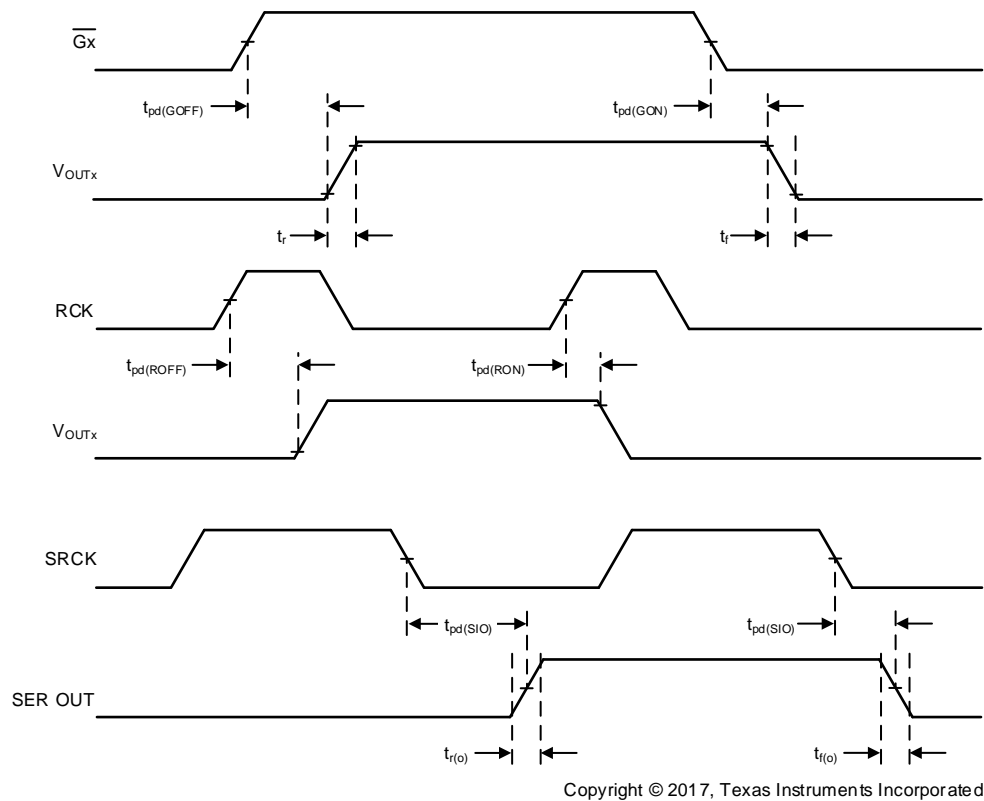 G̅x̅
tpd(GOFF)
tpd(GON)
VOUTx
tr
tf
RCK
tpd(ROFF)
tpd(RON)
VOUTx
SRCK
tpd(SIO)
tpd(SIO)
SER OUT
tr(o)
tf(o)
Copyright © 2017, Texas Instruments Incorporated